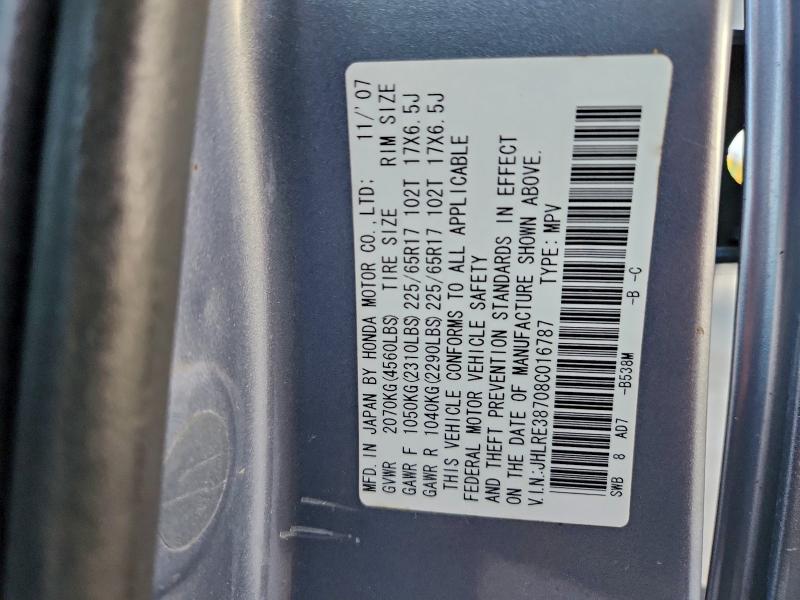 MFD. IN JAPAN BY HONDA MOTOR CO.,LTD: 11/'07
GVWR 2070KG(4560LBS) TIRE SIZE RIM SIZE
GAWR F 1050KG(2310LBS) 225/65R17 102T 17X6.5J
GAWR R 1040KG(2290LBS) 225/65R17 102T 17X6.5J
THIS VEHICLE CONFORMS TO ALL APPLICABLE
FEDERAL MOTOR VEHICLE SAFETY
AND THEFT PREVENTION STANDARDS IN EFFECT
ON THE DATE OF MANUFACTURE SHOWN ABOVE.
V.I.N:JHLRE38708C016787 TYPE: MPV
SWB 8 AD7 -B538M -B -C